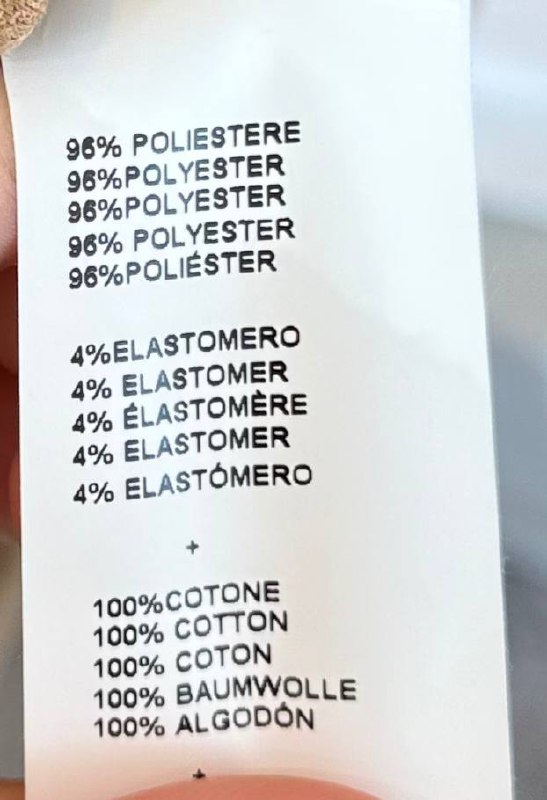 96% POLIESTERE
96%POLYESTER
96%POLYESTER
96% POLYESTER
96%POLIÉSTER
4%ELASTOMERO
4% ELASTOMER
4% ÉLASTOMÈRE
4% ELASTOMER
4% ELASTÓMERO
+
100%COTONE
100% COTTON
100% COTON
100% BAUMWOLLE
100% ALGODÓN
+